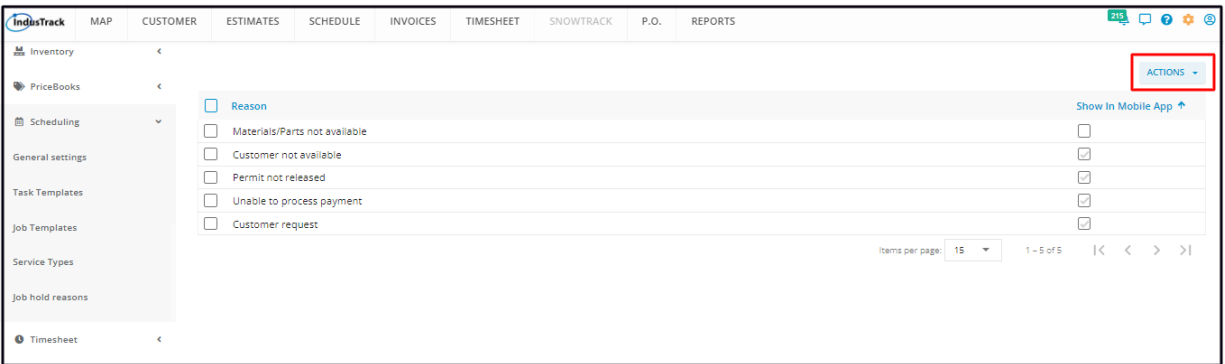 IndusTrack MAP CUSTOMER ESTIMATES SCHEDULE INVOICES TIMESHEET SNOWTRACK P.O. REPORTS 215
Inventory
ACTIONS
PriceBooks
Reason Show In Mobile App
Scheduling
Materials/Parts not available
General settings
Customer not available
Permit not released
Task Templates
Unable to process payment
Job Templates
Customer request
Items per page: 15 1 – 5 of 5
Service Types
Job hold reasons
Timesheet